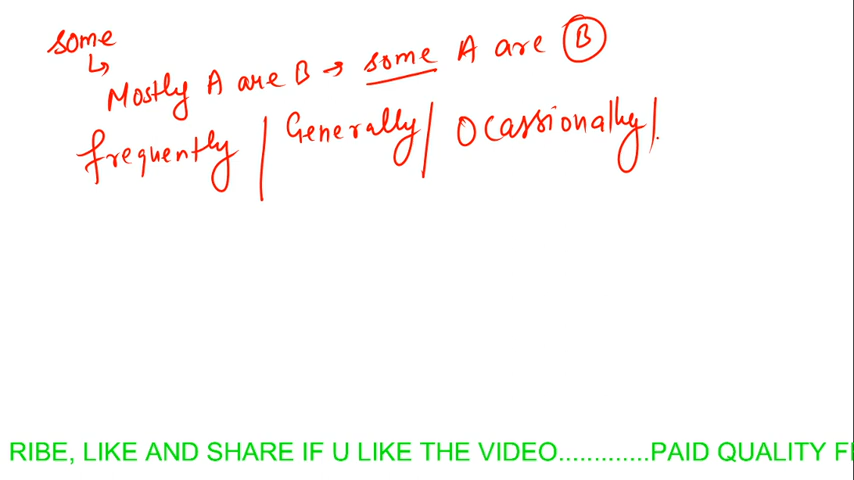 some
↳ Mostly A are B → some A are B
frequently / Generally / Ocassionally /.
RIBE, LIKE AND SHARE IF U LIKE THE VIDEO.............PAID QUALITY F